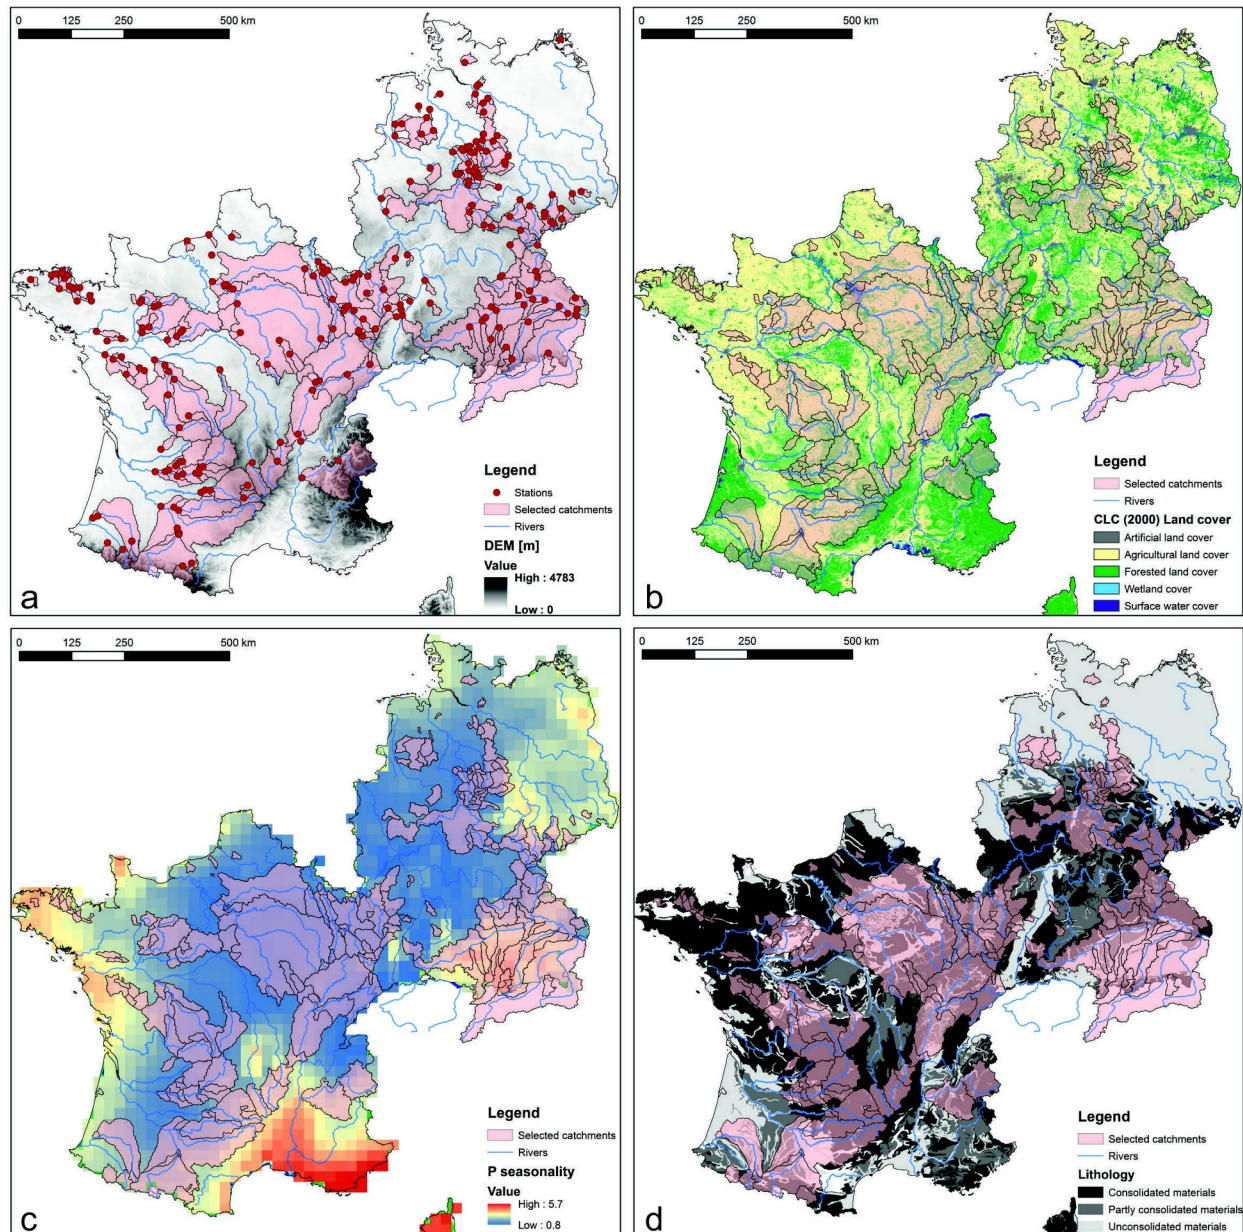 0 125 250 500 km
Legend
Stations
Selected catchments
Rivers
DEM [m]
Value
High : 4783
Low : 0
a
0 125 250 500 km
Legend
Selected catchments
Rivers
CLC (2000) Land cover
Artificial land cover
Agricultural land cover
Forested land cover
Wetland cover
Surface water cover
b
0 125 250 500 km
Legend
Selected catchments
Rivers
P seasonality
Value
High : 5.7
Low : 0.8
c
0 125 250 500 km
Legend
Selected catchments
Rivers
Lithology
Consolidated materials
Partly consolidated materials
Unconsolidated materials
d